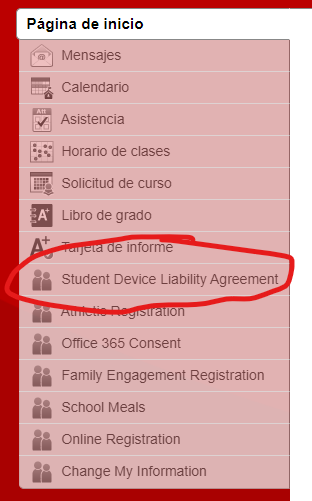 Página de inicio
Mensajes
Calendario
Asistencia
Horario de clases
Solicitud de curso
Libro de grado
Tarjeta de informe
Student Device Liability Agreement
Athletic Registration
Office 365 Consent
Family Engagement Registration
School Meals
Online Registration
Change My Information